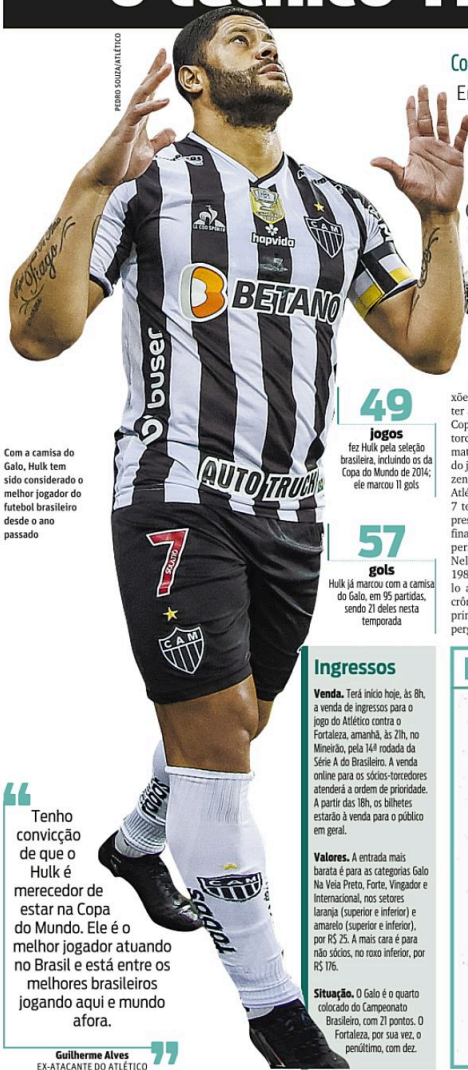 PEDRO SOUZA/ATLÉTICO
Co
Com a camisa do
Galo, Hulk tem
sido considerado o
melhor jogador do
futebol brasileiro
desde o ano
passado
le coq sportif
hapvida
CAM
BETANO
buser
AUTO TRUCK
7
CAM
CAM
49
jogos
fez Hulk pela seleção
brasileira, incluindo os da
Copa do Mundo de 2014;
ele marcou 11 gols
57
gols
Hulk já marcou com a camisa
do Galo, em 95 partidas,
sendo 21 deles nesta
temporada
Ingressos
Venda. Terá início hoje, às 8h,
a venda de ingressos para o
jogo do Atlético contra o
Fortaleza, amanhã, às 21h, no
Mineirão, pela 14ª rodada da
Série A do Brasileiro. A venda
online para os sócios-torcedores
atenderá a ordem de prioridade.
A partir das 18h, os bilhetes
estarão à venda para o público
em geral.
Valores. A entrada mais
barata é para as categorias Galo
Na Veia Preto, Forte, Vingador e
Internacional, nos setores
laranja (superior e inferior) e
amarelo (superior e inferior),
por R$ 25. A mais cara é para
não sócios, no roxo inferior, por
R$ 176.
Situação. O Galo é o quarto
colocado do Campeonato
Brasileiro, com 21 pontos. O
Fortaleza, por sua vez, o
penúltimo, com dez.
“
Tenho
convicção
de que o
Hulk é
merecedor de
estar na Copa
do Mundo. Ele é o
melhor jogador atuando
no Brasil e está entre os
melhores brasileiros
jogando aqui e mundo
afora.
”
Guilherme Alves
EX-ATACANTE DO ATLÉTICO